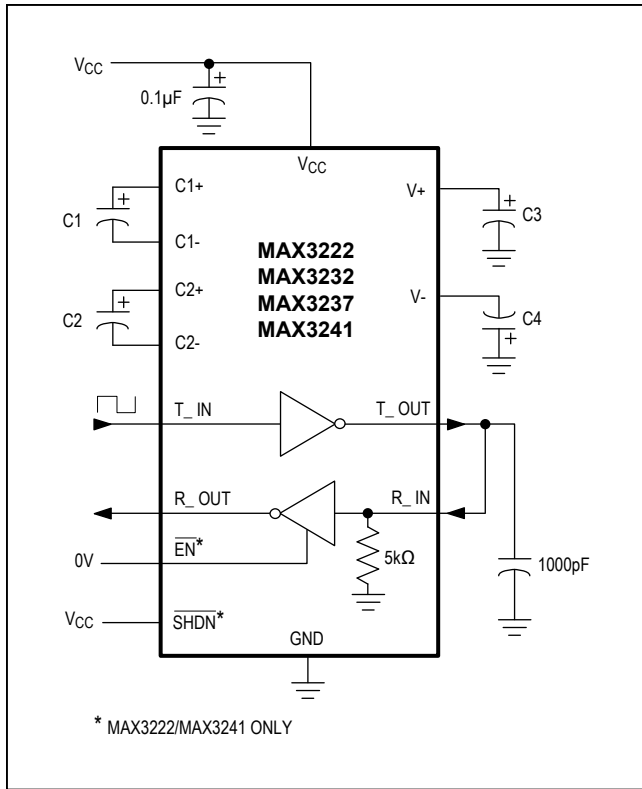 VCC
0.1µF
+
VCC
C1+
C1
+
C1-
C2+
C2
+
C2-
MAX3222
MAX3232
MAX3237
MAX3241
V+
+
C3
V-
C4
+
T_ IN
T_ OUT
R_ OUT
R_ IN
0V
EN*
5kΩ
1000pF
VCC
SHDN*
GND
* MAX3222/MAX3241 ONLY